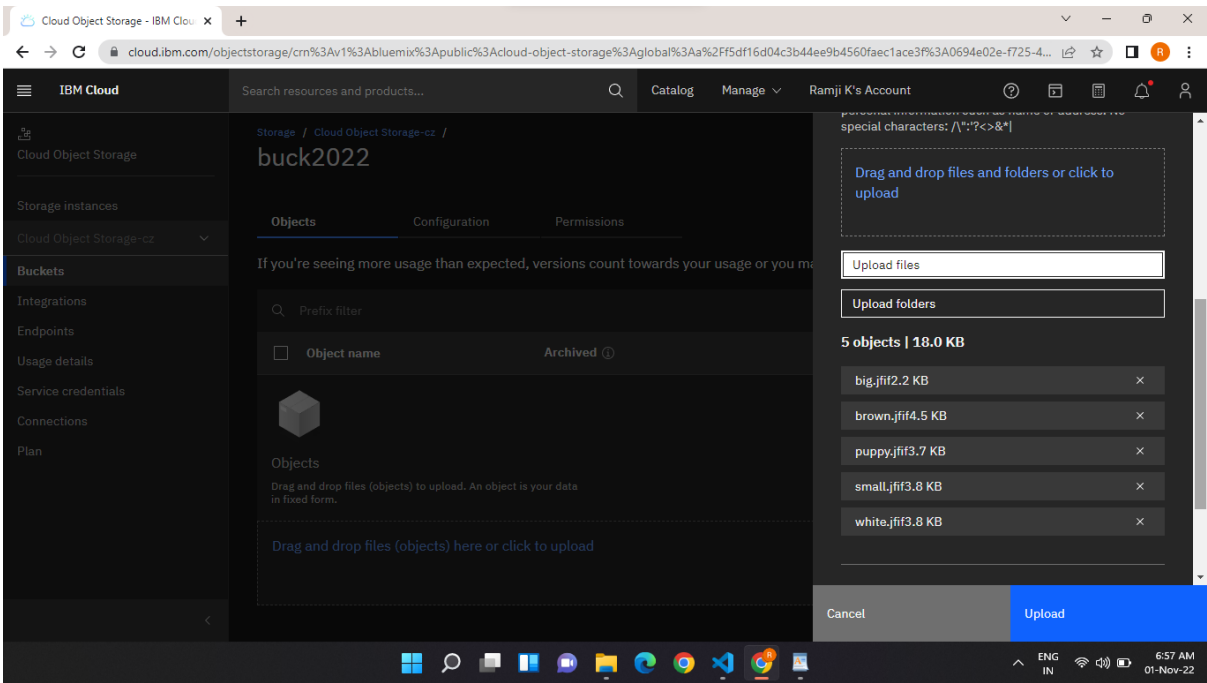 Cloud Object Storage - IBM Clou
cloud.ibm.com/objectstorage/crn%3Av1%3Abluemix%3Apublic%3Acloud-object-storage%3Aglobal%3Aa%2Ff5df16d04c3b44ee9b4560faec1ace3f%3A0694e02e-f725-4...
R
IBM Cloud
Search resources and products...
Catalog
Manage
Ramji K's Account
Cloud Object Storage
Storage instances
Cloud Object Storage-cz
Buckets
Integrations
Endpoints
Usage details
Service credentials
Connections
Plan
Storage / Cloud Object Storage-cz /
buck2022
Objects
Configuration
Permissions
If you're seeing more usage than expected, versions count towards your usage or you ma
Prefix filter
Object name
Archived
Objects
Drag and drop files (objects) to upload. An object is your data
in fixed form.
Drag and drop files (objects) here or click to upload
personal information such as name or address. No
special characters: /\":'?<>&*|
Drag and drop files and folders or click to
upload
Upload files
Upload folders
5 objects | 18.0 KB
big.jfif2.2 KB
brown.jfif4.5 KB
puppy.jfif3.7 KB
small.jfif3.8 KB
white.jfif3.8 KB
Cancel
Upload
R
ENG
IN
6:57 AM
01-Nov-22